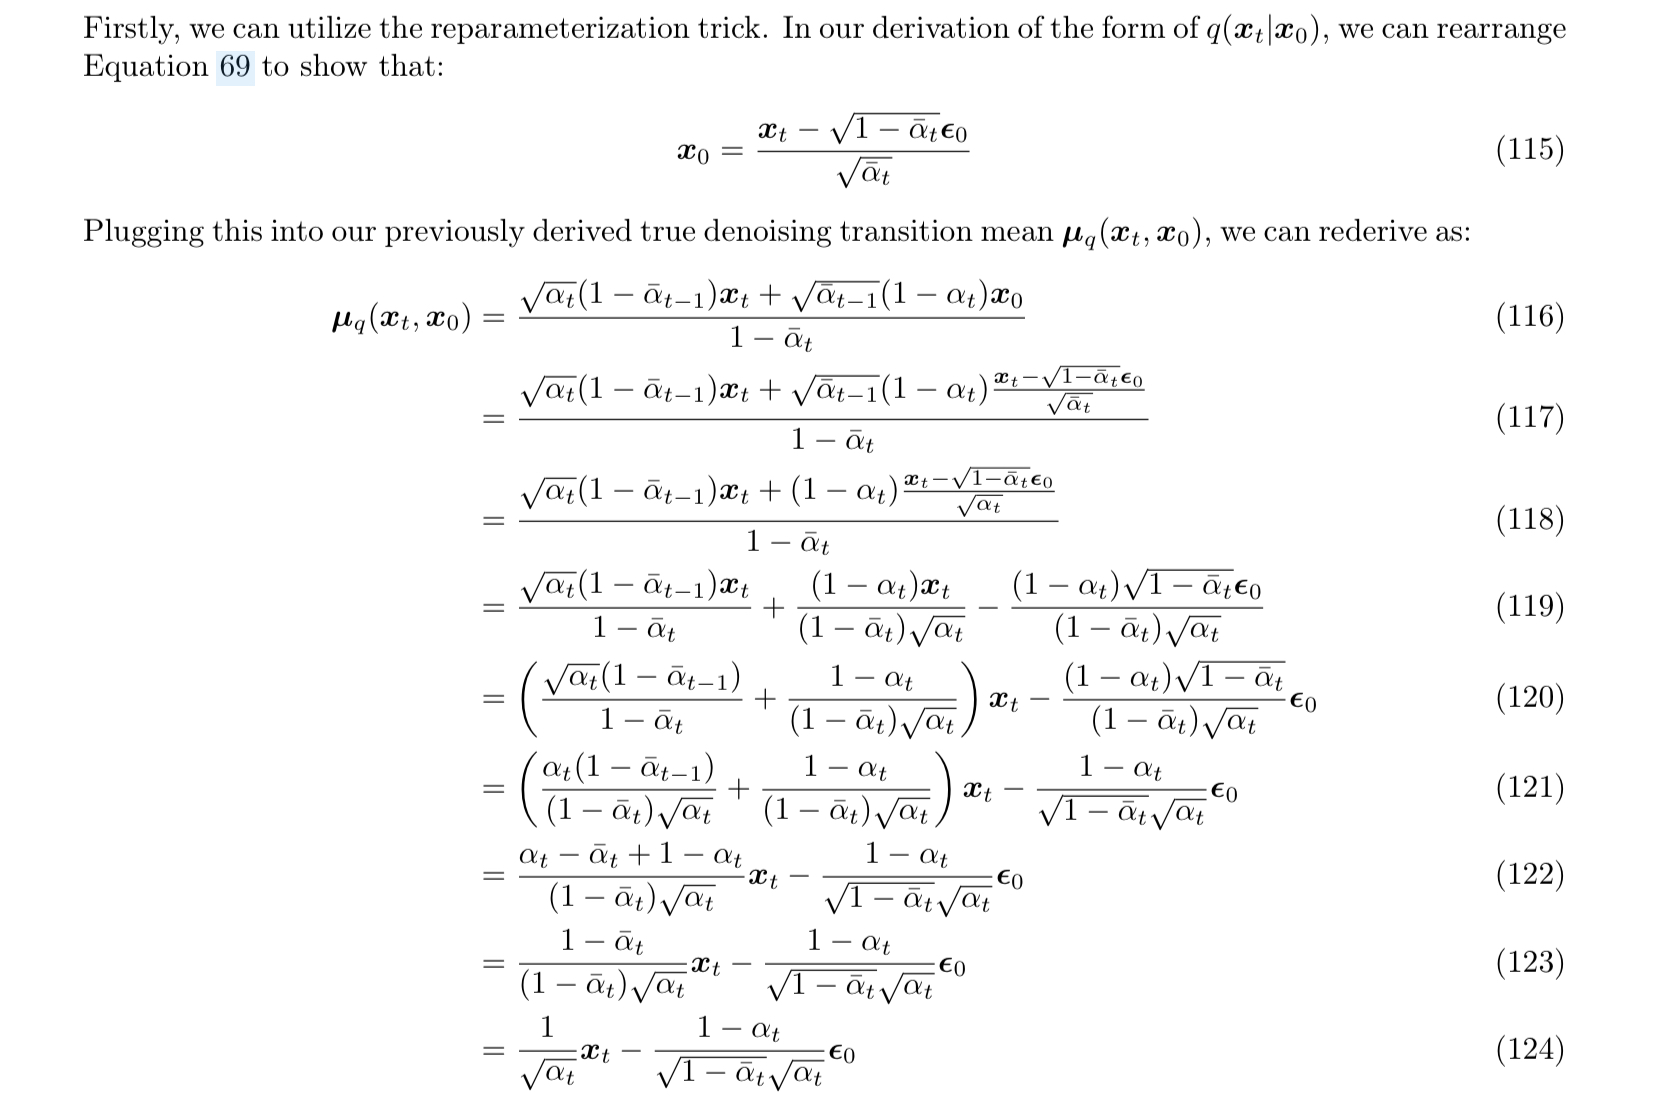 Firstly, we can utilize the reparameterization trick. In our derivation of the form of $q(\boldsymbol{x}_t|\boldsymbol{x}_0)$, we can rearrange
Equation 69 to show that:
$\boldsymbol{x}_0 = \frac{\boldsymbol{x}_t - \sqrt{1 - \bar{\alpha}_t}\boldsymbol{\epsilon}_0}{\sqrt{\bar{\alpha}_t}}$ (115)
Plugging this into our previously derived true denoising transition mean $\boldsymbol{\mu}_q(\boldsymbol{x}_t, \boldsymbol{x}_0)$, we can rederive as:
$\boldsymbol{\mu}_q(\boldsymbol{x}_t, \boldsymbol{x}_0) = \frac{\sqrt{\alpha_t}(1 - \bar{\alpha}_{t-1})\boldsymbol{x}_t + \sqrt{\bar{\alpha}_{t-1}}(1 - \alpha_t)\boldsymbol{x}_0}{1 - \bar{\alpha}_t}$ (116)
$= \frac{\sqrt{\alpha_t}(1 - \bar{\alpha}_{t-1})\boldsymbol{x}_t + \sqrt{\bar{\alpha}_{t-1}}(1 - \alpha_t)\frac{\boldsymbol{x}_t - \sqrt{1 - \bar{\alpha}_t}\boldsymbol{\epsilon}_0}{\sqrt{\bar{\alpha}_t}}}{1 - \bar{\alpha}_t}$ (117)
$= \frac{\sqrt{\alpha_t}(1 - \bar{\alpha}_{t-1})\boldsymbol{x}_t + (1 - \alpha_t)\frac{\boldsymbol{x}_t - \sqrt{1 - \bar{\alpha}_t}\boldsymbol{\epsilon}_0}{\sqrt{\alpha_t}}}{1 - \bar{\alpha}_t}$ (118)
$= \frac{\sqrt{\alpha_t}(1 - \bar{\alpha}_{t-1})\boldsymbol{x}_t}{1 - \bar{\alpha}_t} + \frac{(1 - \alpha_t)\boldsymbol{x}_t}{(1 - \bar{\alpha}_t)\sqrt{\alpha_t}} - \frac{(1 - \alpha_t)\sqrt{1 - \bar{\alpha}_t}\boldsymbol{\epsilon}_0}{(1 - \bar{\alpha}_t)\sqrt{\alpha_t}}$ (119)
$= \left( \frac{\sqrt{\alpha_t}(1 - \bar{\alpha}_{t-1})}{1 - \bar{\alpha}_t} + \frac{1 - \alpha_t}{(1 - \bar{\alpha}_t)\sqrt{\alpha_t}} \right) \boldsymbol{x}_t - \frac{(1 - \alpha_t)\sqrt{1 - \bar{\alpha}_t}}{(1 - \bar{\alpha}_t)\sqrt{\alpha_t}} \boldsymbol{\epsilon}_0$ (120)
$= \left( \frac{\alpha_t(1 - \bar{\alpha}_{t-1})}{(1 - \bar{\alpha}_t)\sqrt{\alpha_t}} + \frac{1 - \alpha_t}{(1 - \bar{\alpha}_t)\sqrt{\alpha_t}} \right) \boldsymbol{x}_t - \frac{1 - \alpha_t}{\sqrt{1 - \bar{\alpha}_t}\sqrt{\alpha_t}} \boldsymbol{\epsilon}_0$ (121)
$= \frac{\alpha_t - \bar{\alpha}_t + 1 - \alpha_t}{(1 - \bar{\alpha}_t)\sqrt{\alpha_t}} \boldsymbol{x}_t - \frac{1 - \alpha_t}{\sqrt{1 - \bar{\alpha}_t}\sqrt{\alpha_t}} \boldsymbol{\epsilon}_0$ (122)
$= \frac{1 - \bar{\alpha}_t}{(1 - \bar{\alpha}_t)\sqrt{\alpha_t}} \boldsymbol{x}_t - \frac{1 - \alpha_t}{\sqrt{1 - \bar{\alpha}_t}\sqrt{\alpha_t}} \boldsymbol{\epsilon}_0$ (123)
$= \frac{1}{\sqrt{\alpha_t}} \boldsymbol{x}_t - \frac{1 - \alpha_t}{\sqrt{1 - \bar{\alpha}_t}\sqrt{\alpha_t}} \boldsymbol{\epsilon}_0$ (124)